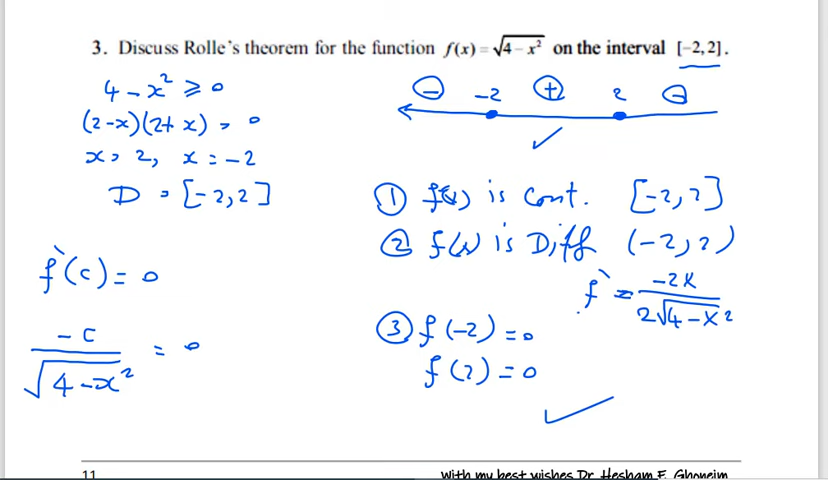 3. Discuss Rolle's theorem for the function f(x) = √4 − x² on the interval [−2, 2].
4 − x² ≥ 0
(2−x)(2+x) = 0
x = 2, x = −2
D = [−2, 2]
− −2 + 2 −
① f(x) is cont. [−2, 2]
② f(x) is Diff (−2, 2)
f` = −2x / 2√4 − x²
③ f(−2) = 0
f(2) = 0
f`(c) = 0
−c / √4 − x² = 0
11
With my best wishes Dr. Hesham F. Ghoneim